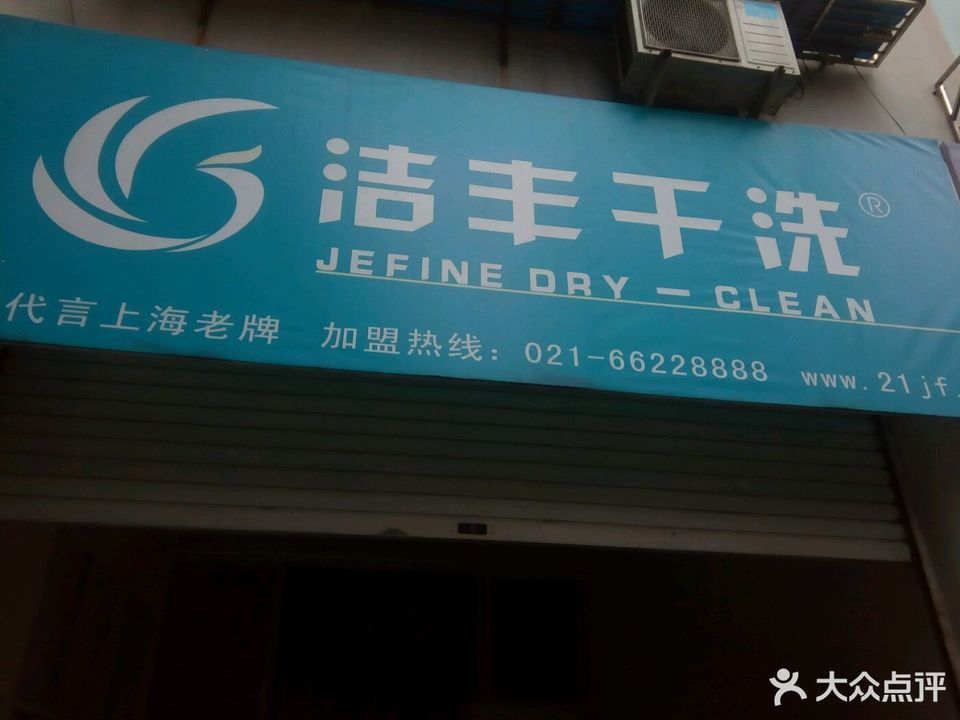 洁丰干洗®
JEFINE DRY — CLEAN
代言上海老牌 加盟热线：021-66228888 www.21jf.
大众点评